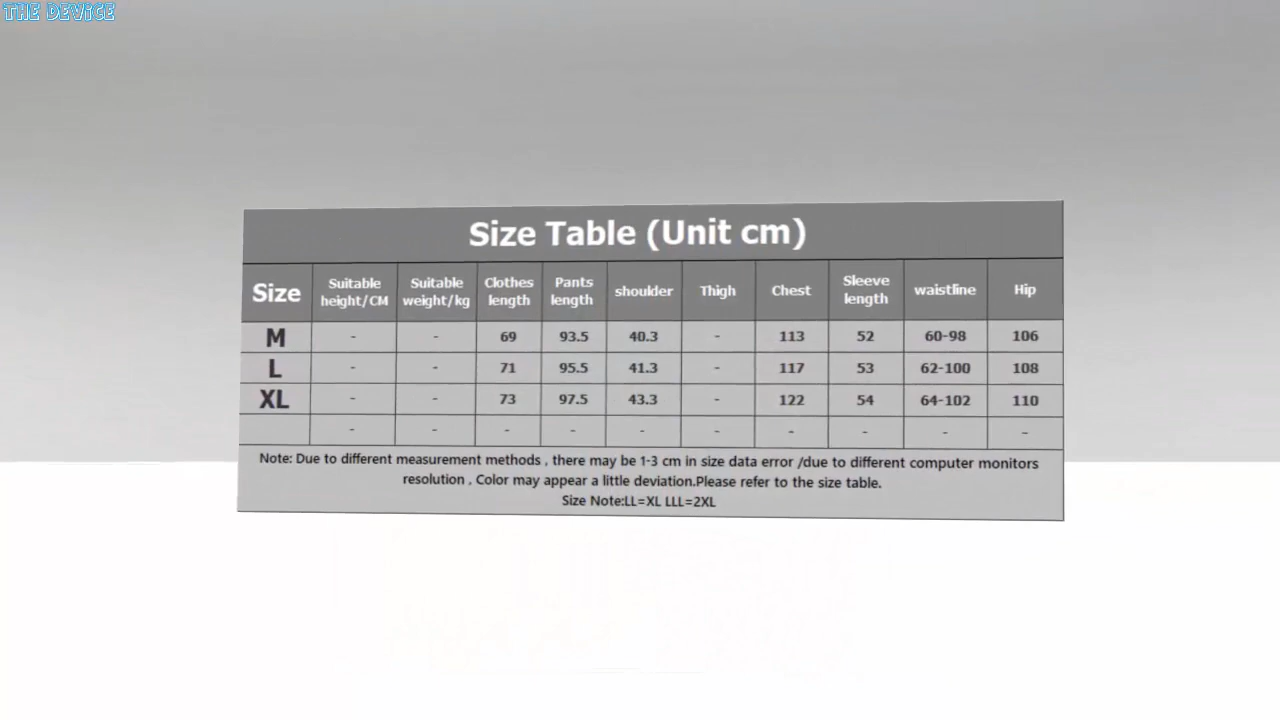 THE DEVICE
Size Table (Unit cm)
Size Suitable height/CM Suitable weight/kg Clothes length Pants length shoulder Thigh Chest Sleeve length waistline Hip
M - - 69 93.5 40.3 - 113 52 60-98 106
L - - 71 95.5 41.3 - 117 53 62-100 108
XL - - 73 97.5 43.3 - 122 54 64-102 110
- - - - - - - - - -
Note: Due to different measurement methods , there may be 1-3 cm in size data error /due to different computer monitors
resolution , Color may appear a little deviation.Please refer to the size table.
Size Note:LL=XL LLL=2XL